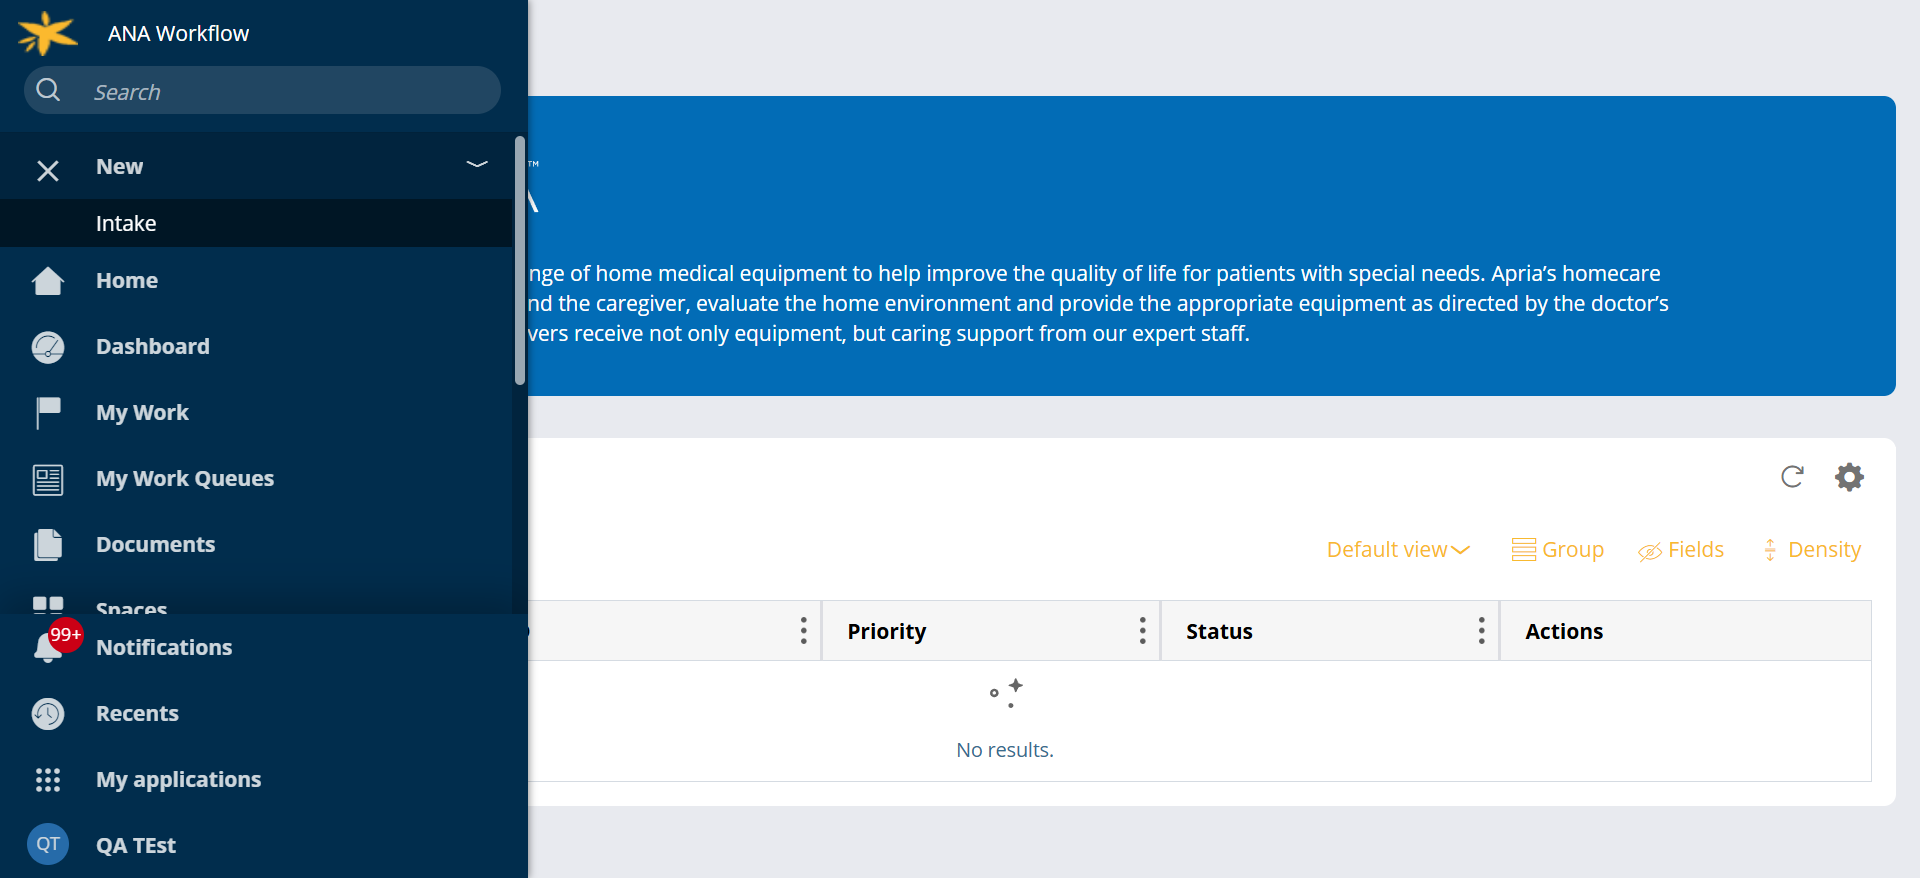 ANA Workflow
Search
New
Intake
Home
Dashboard
My Work
My Work Queues
Documents
Spaces
99+
Notifications
Recents
My applications
QT
QA TEst
™
nge of home medical equipment to help improve the quality of life for patients with special needs. Apria’s homecare
nd the caregiver, evaluate the home environment and provide the appropriate equipment as directed by the doctor’s
vers receive not only equipment, but caring support from our expert staff.
Default view Group Fields Density
Priority Status Actions
No results.